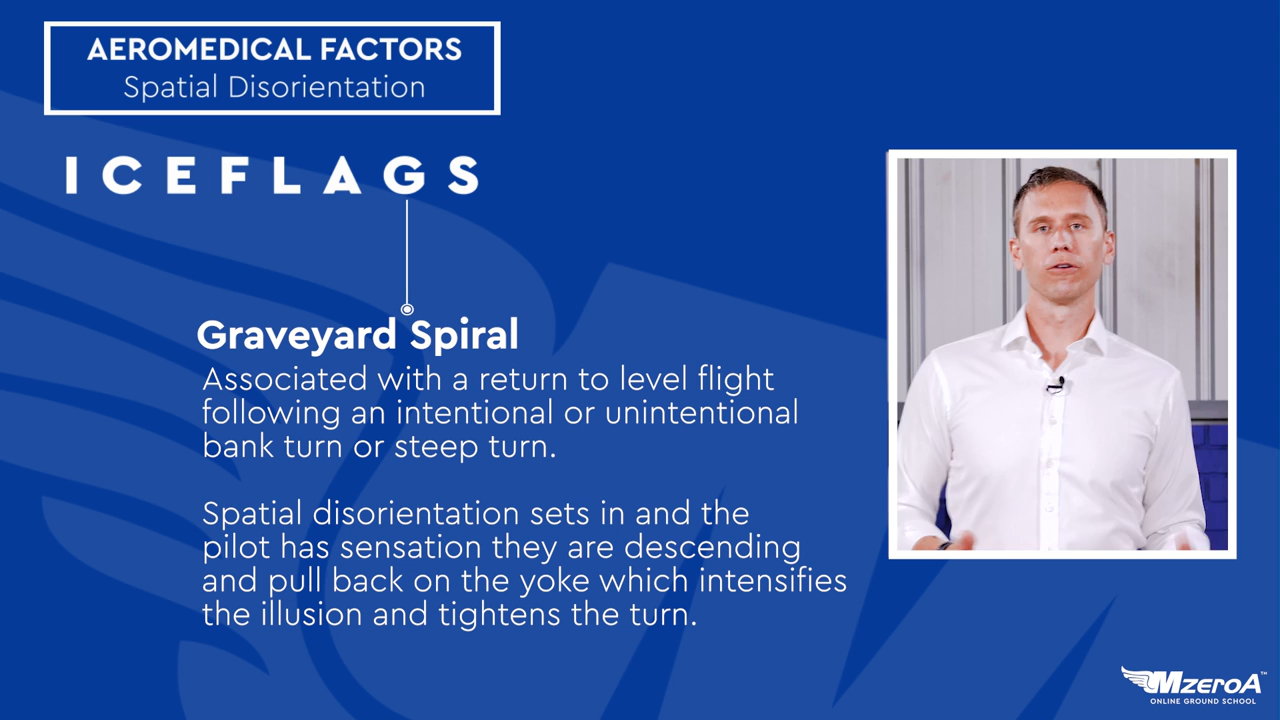 AEROMEDICAL FACTORS
Spatial Disorientation
ICEFLAGS
Graveyard Spiral
Associated with a return to level flight
following an intentional or unintentional
bank turn or steep turn.
Spatial disorientation sets in and the
pilot has sensation they are descending
and pull back on the yoke which intensifies
the illusion and tightens the turn.
MzeroA™
ONLINE GROUND SCHOOL